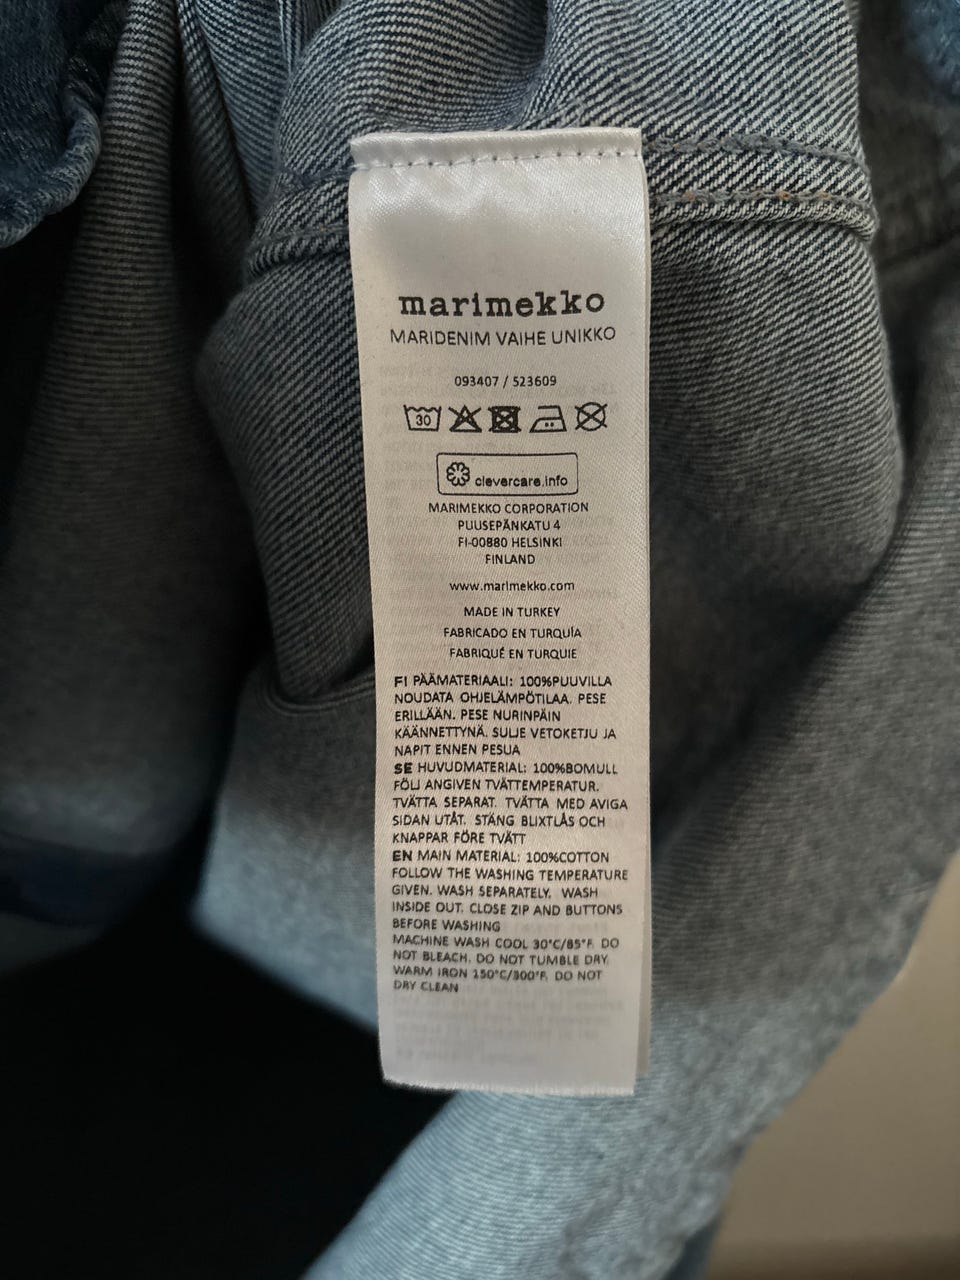 marimekko
MARIDENIM VAIHE UNIKKO
093407 / 523609
30
clevercare.info
MARIMEKKO CORPORATION
PUUSEPÄNKATU 4
FI-00880 HELSINKI
FINLAND
www.marimekko.com
MADE IN TURKEY
FABRICADO EN TURQUÍA
FABRIQUÉ EN TURQUIE
FI PÄÄMATERIAALI: 100%PUUVILLA
NOUDATA OHJELÄMPÖTILAA. PESE
ERILLÄÄN. PESE NURINPÄIN
KÄÄNNETTYNÄ. SULJE VETOKETJU JA
NAPIT ENNEN PESUA
SE HUVUDMATERIAL: 100%BOMULL
FÖLJ ANGIVEN TVÄTTEMPERATUR.
TVÄTTA SEPARAT. TVÄTTA MED AVIGA
SIDAN UTÅT. STÄNG BLIXTLÅS OCH
KNAPPAR FÖRE TVÄTT
EN MAIN MATERIAL: 100%COTTON
FOLLOW THE WASHING TEMPERATURE
GIVEN. WASH SEPARATELY. WASH
INSIDE OUT. CLOSE ZIP AND BUTTONS
BEFORE WASHING
MACHINE WASH COOL 30°C/85°F. DO
NOT BLEACH. DO NOT TUMBLE DRY.
WARM IRON 150°C/300°F. DO NOT
DRY CLEAN